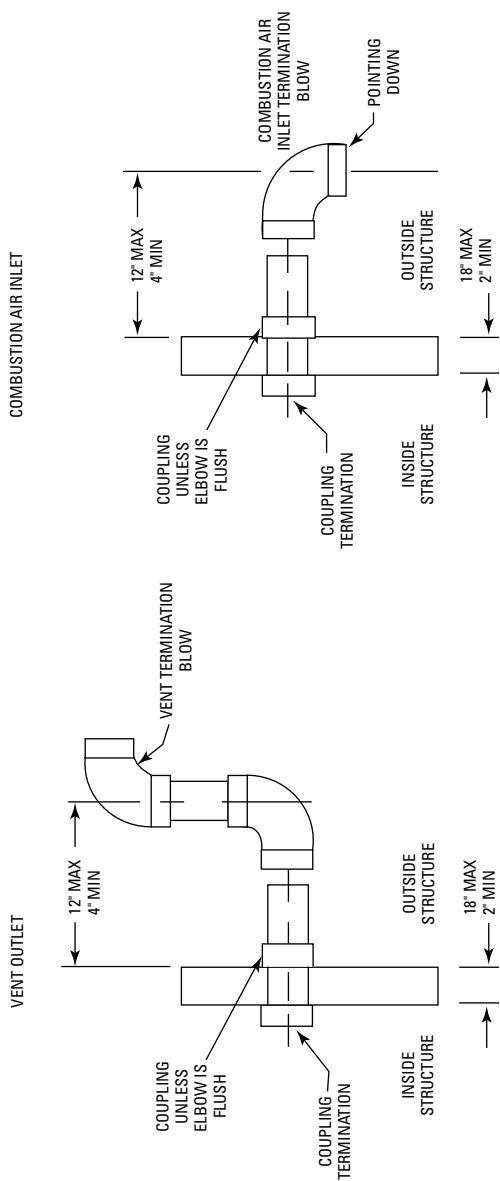 VENT OUTLET
12" MAX
4" MIN
VENT TERMINATION
BLOW
COUPLING
UNLESS
ELBOW IS
FLUSH
COUPLING
TERMINATION
INSIDE
STRUCTURE
OUTSIDE
STRUCTURE
18" MAX
2" MIN
COMBUSTION AIR INLET
12" MAX
4" MIN
COMBUSTION AIR
INLET TERMINATION
BLOW
COUPLING
UNLESS
ELBOW IS
FLUSH
POINTING
DOWN
COUPLING
TERMINATION
INSIDE
STRUCTURE
OUTSIDE
STRUCTURE
18" MAX
2" MIN